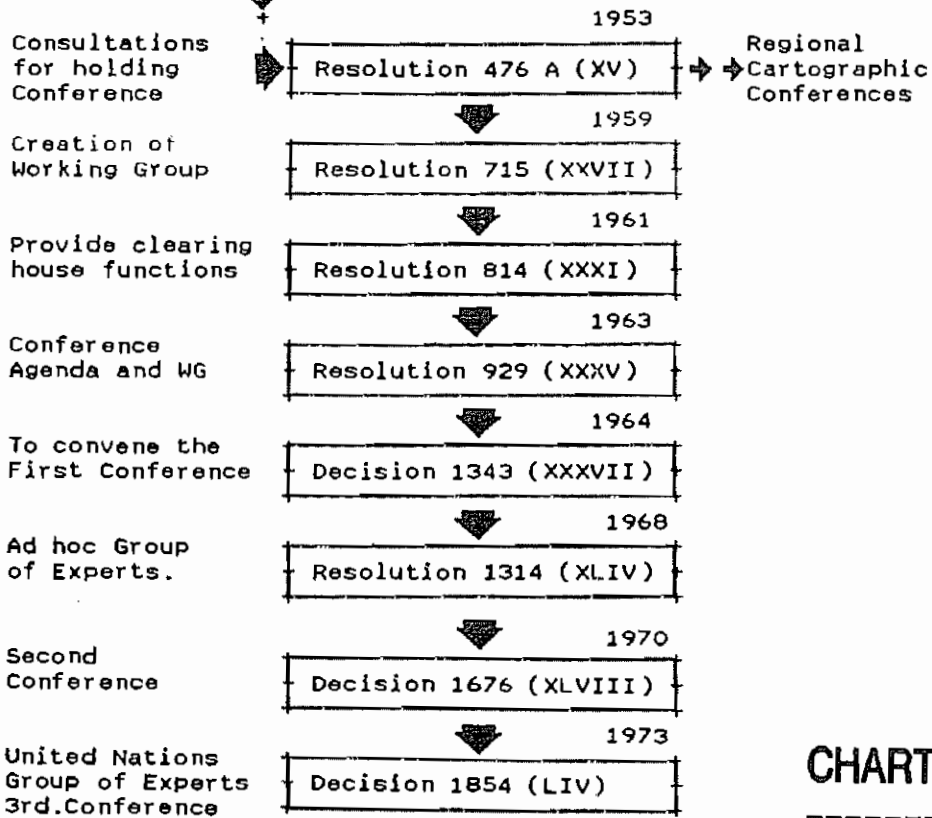 1953
Consultations
for holding
Conference
Resolution 476 A (XV)
Regional
Cartographic
Conferences
1959
Creation of
Working Group
Resolution 715 (XXVII)
1961
Provide clearing
house functions
Resolution 814 (XXXI)
1963
Conference
Agenda and WG
Resolution 929 (XXXV)
1964
To convene the
First Conference
Decision 1343 (XXXVII)
1968
Ad hoc Group
of Experts.
Resolution 1314 (XLIV)
1970
Second
Conference
Decision 1676 (XLVIII)
1973
United Nations
Group of Experts
3rd.Conference
Decision 1854 (LIV)
CHART